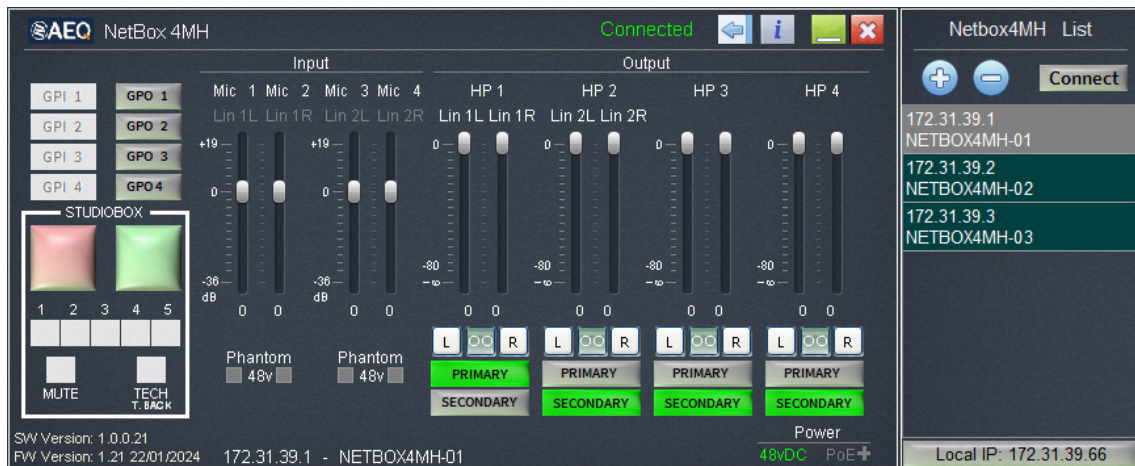 AEQ NetBox 4MH
Connected
i
Input Output
GPI 1 GPO 1
GPI 2 GPO 2
GPI 3 GPO 3
GPI 4 GPO 4
Mic 1 Mic 2 Mic 3 Mic 4 HP 1 HP 2 HP 3 HP 4
Lin 1L Lin 1R Lin 2L Lin 2R Lin 1L Lin 1R Lin 2L Lin 2R
+19 +19 0 0 0 0
0 0
-80 -80 -80 -80
-36 -36 -∞ -∞ -∞ -∞
dB dB
0 0 0 0 0 0 0 0 0 0 0 0
STUDIOBOX
1 2 3 4 5
MUTE
TECH
T. BACK
Phantom Phantom
48v 48v
L R L R L R L R
PRIMARY PRIMARY PRIMARY PRIMARY
SECONDARY SECONDARY SECONDARY SECONDARY
SW Version: 1.0.0.21
FW Version: 1.21 22/01/2024
172.31.39.1 - NETBOX4MH-01
Power
48vDC PoE
Netbox4MH List
Connect
172.31.39.1
NETBOX4MH-01
172.31.39.2
NETBOX4MH-02
172.31.39.3
NETBOX4MH-03
Local IP: 172.31.39.66